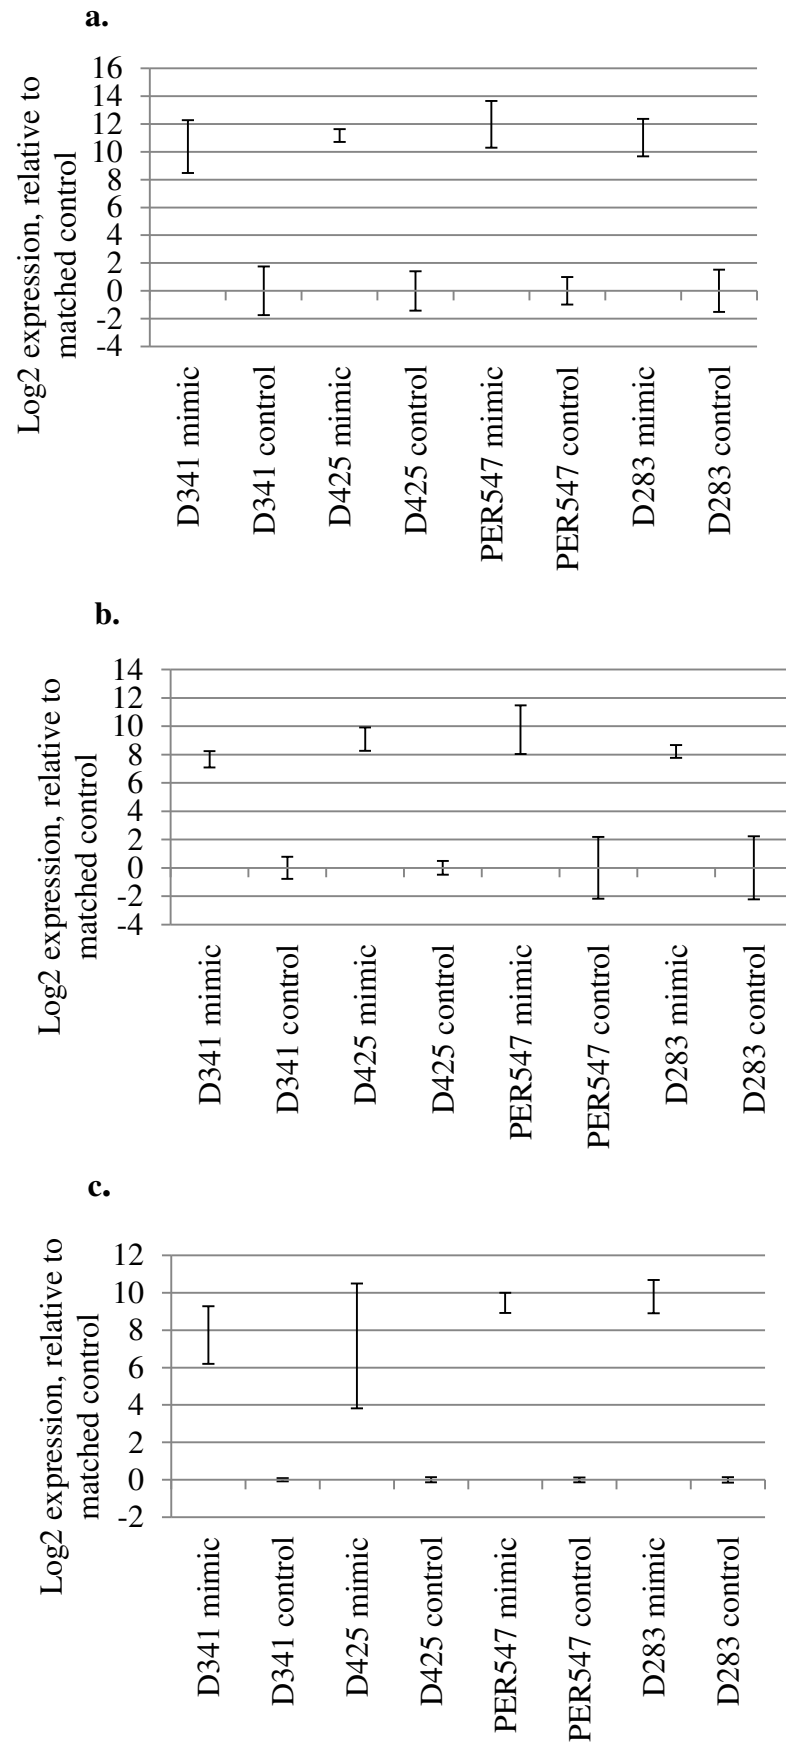 a.
Log2 expression, relative to
matched control
16
14
12
10
8
6
4
2
0
-2
-4
D341 mimic
D341 control
D425 mimic
D425 control
PER547 mimic
PER547 control
D283 mimic
D283 control
b.
Log2 expression, relative to
matched control
14
12
10
8
6
4
2
0
-2
-4
D341 mimic
D341 control
D425 mimic
D425 control
PER547 mimic
PER547 control
D283 mimic
D283 control
c.
Log2 expression, relative to
matched control
12
10
8
6
4
2
0
-2
D341 mimic
D341 control
D425 mimic
D425 control
PER547 mimic
PER547 control
D283 mimic
D283 control